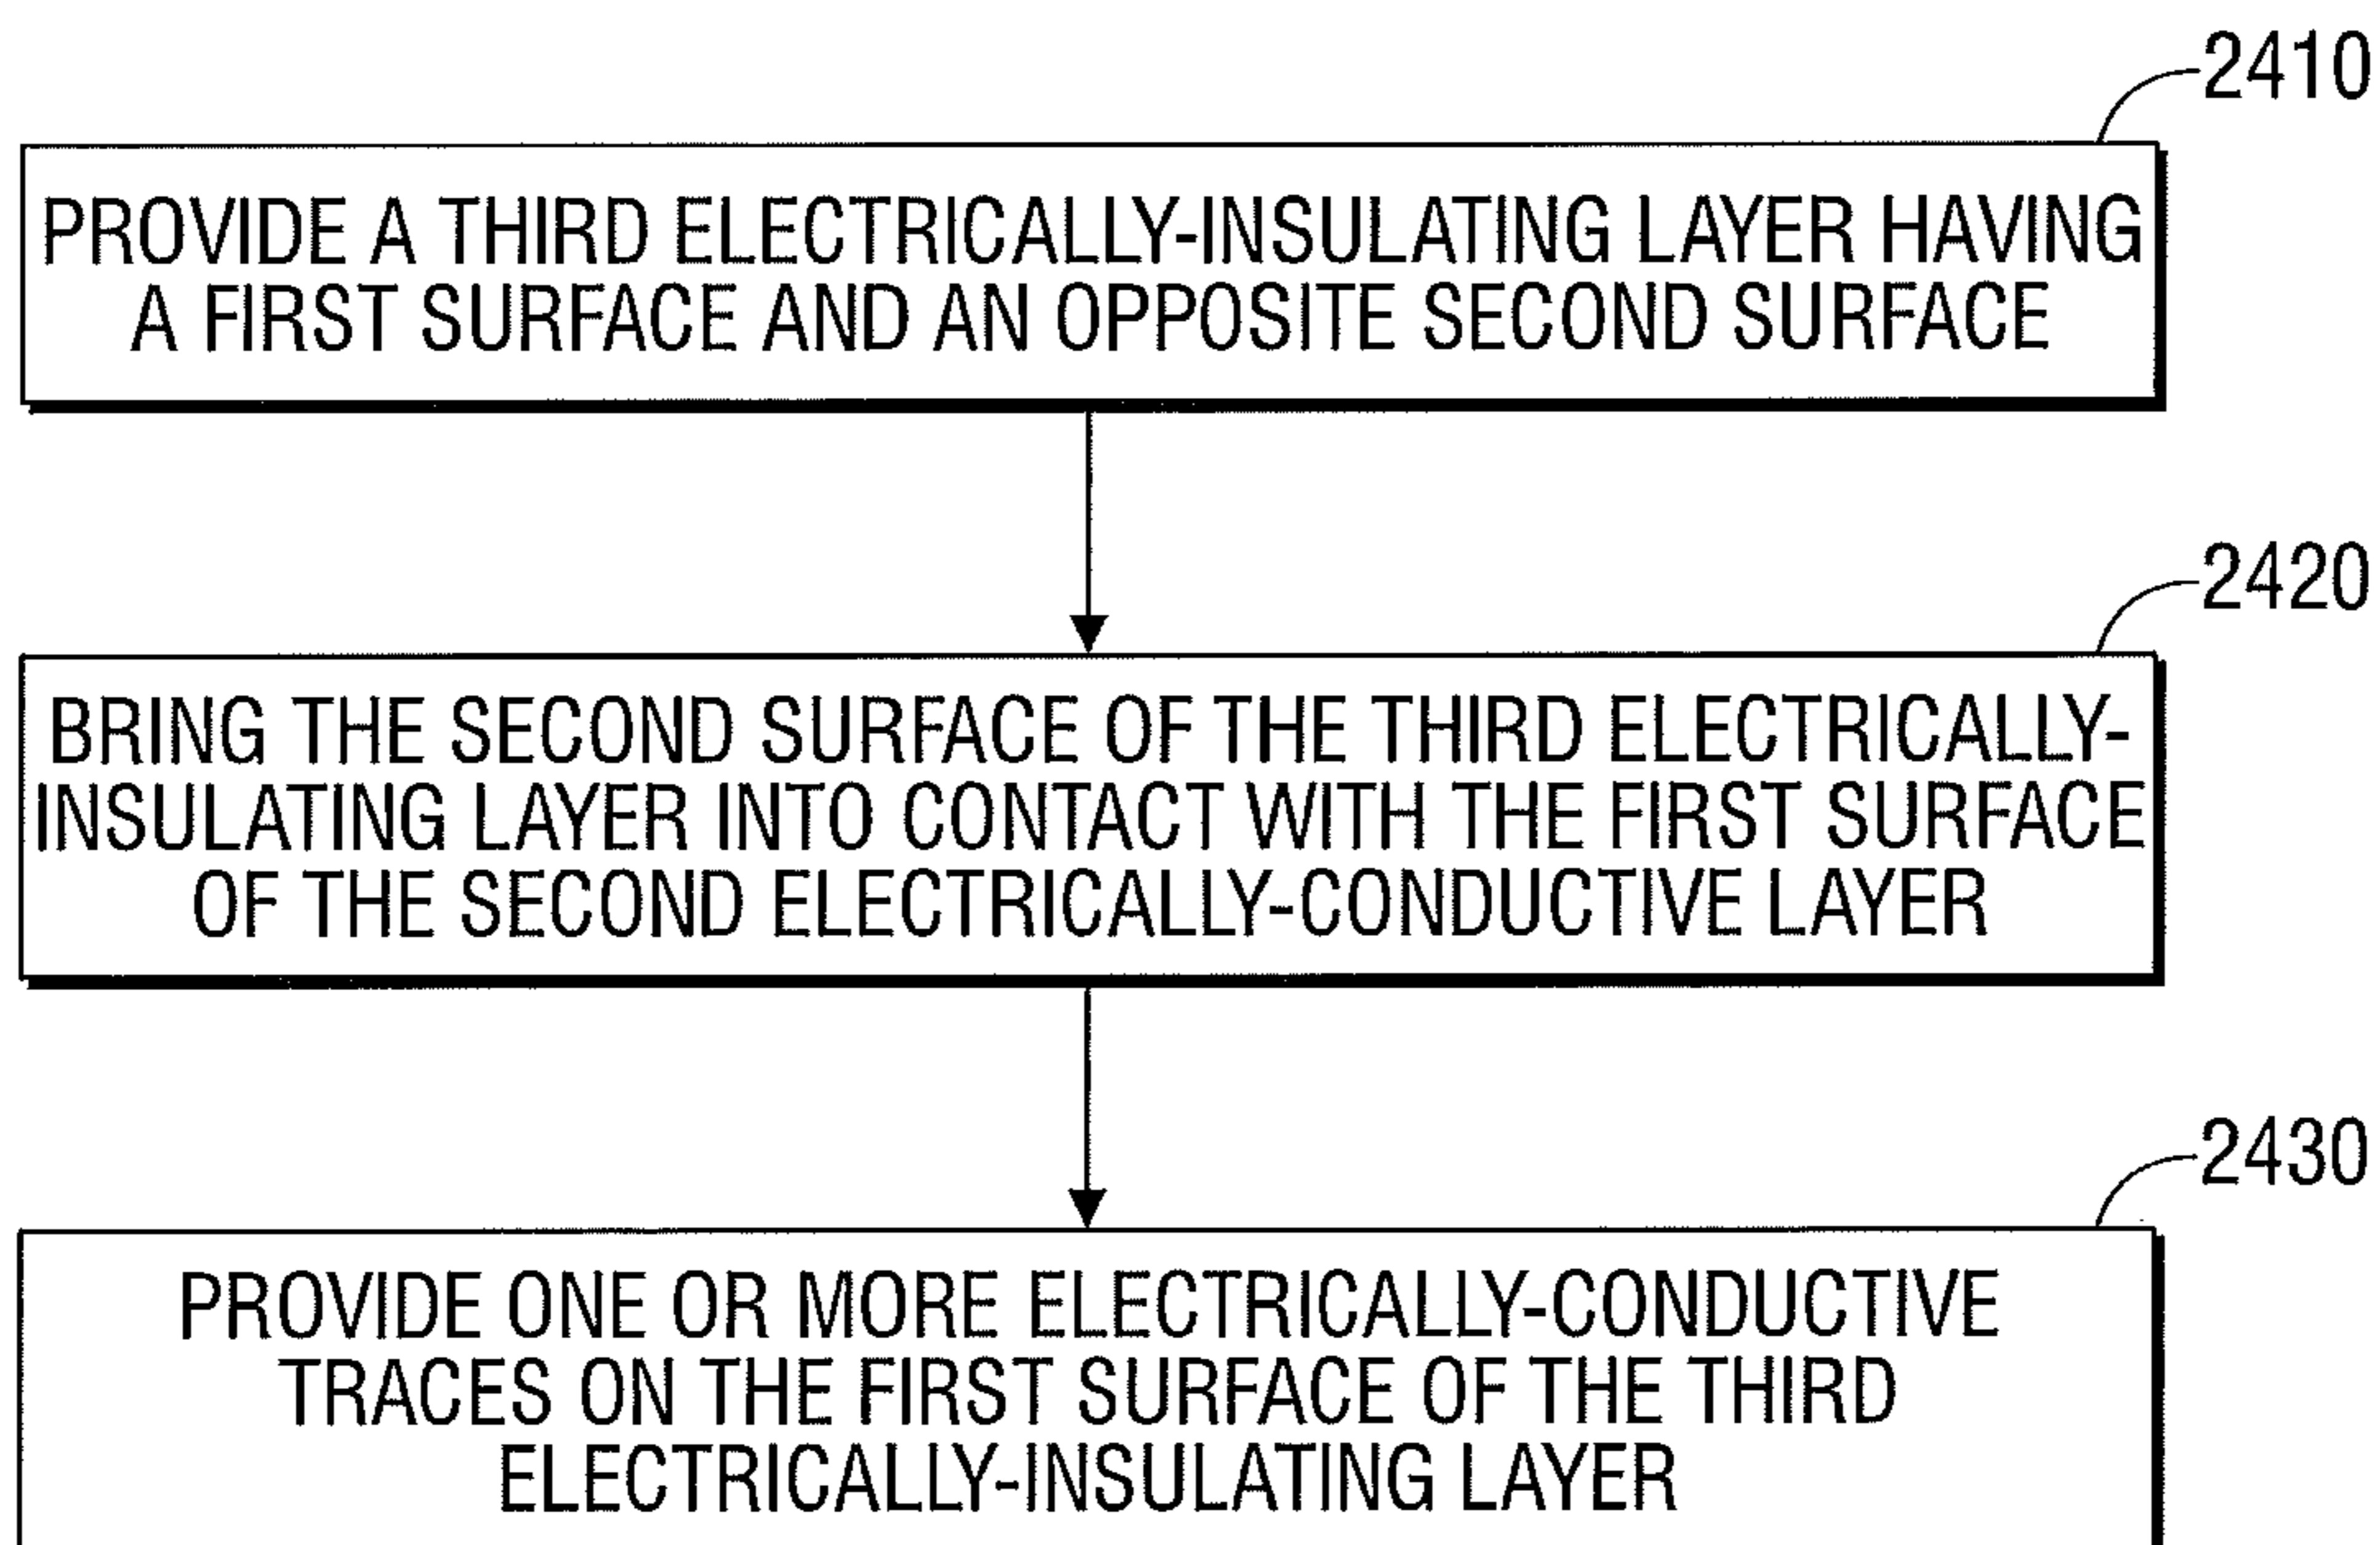 2410
PROVIDE A THIRD ELECTRICALLY-INSULATING LAYER HAVING
A FIRST SURFACE AND AN OPPOSITE SECOND SURFACE
2420
BRING THE SECOND SURFACE OF THE THIRD ELECTRICALLY-
INSULATING LAYER INTO CONTACT WITH THE FIRST SURFACE
OF THE SECOND ELECTRICALLY-CONDUCTIVE LAYER
2430
PROVIDE ONE OR MORE ELECTRICALLY-CONDUCTIVE
TRACES ON THE FIRST SURFACE OF THE THIRD
ELECTRICALLY-INSULATING LAYER